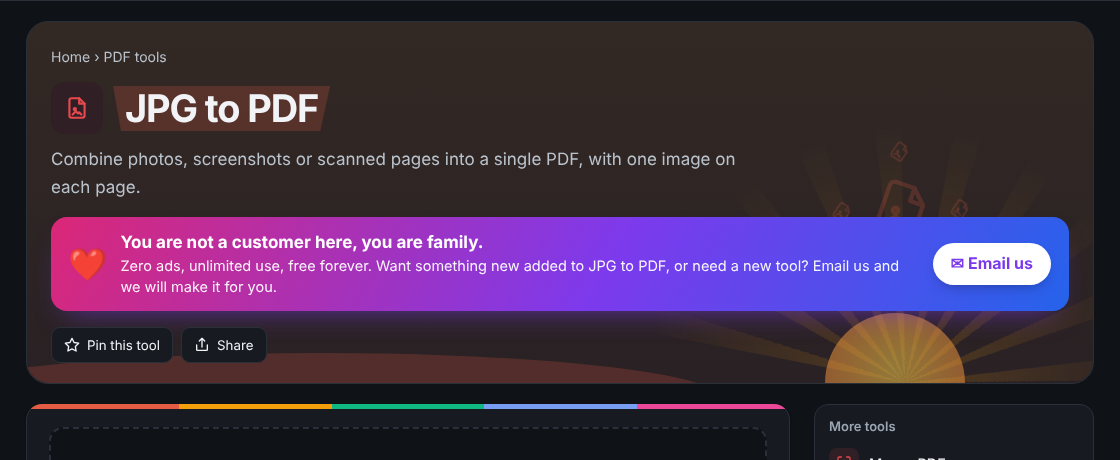 Home › PDF tools
JPG to PDF
Combine photos, screenshots or scanned pages into a single PDF, with one image on
each page.
You are not a customer here, you are family.
Zero ads, unlimited use, free forever. Want something new added to JPG to PDF, or need a new tool? Email us and
we will make it for you.
✉ Email us
Pin this tool
Share
More tools